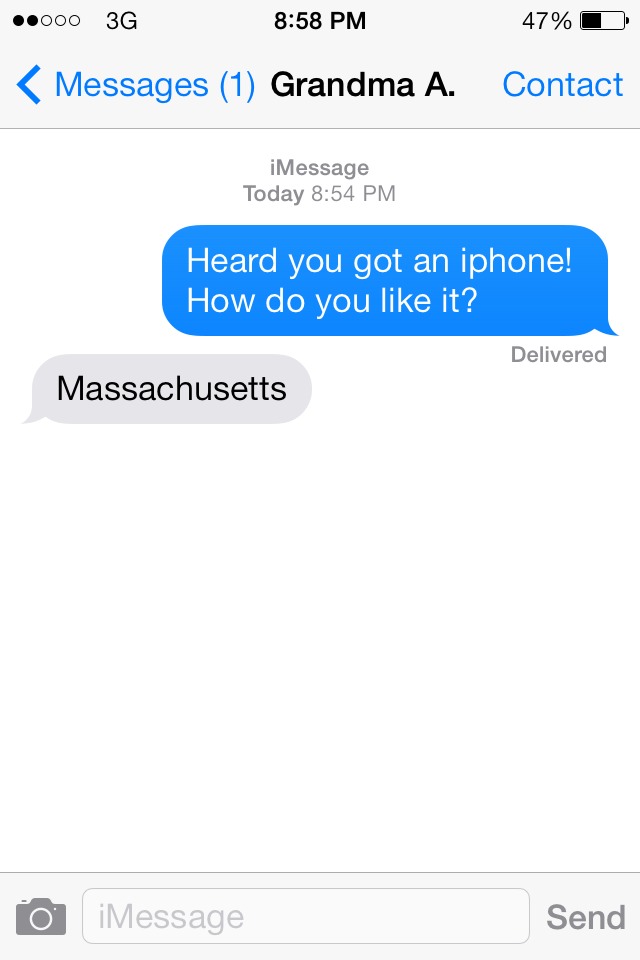 3G 8:58 PM 47%
Messages (1) Grandma A. Contact
iMessage
Today 8:54 PM
Heard you got an iphone!
How do you like it?
Delivered
Massachusetts
iMessage Send